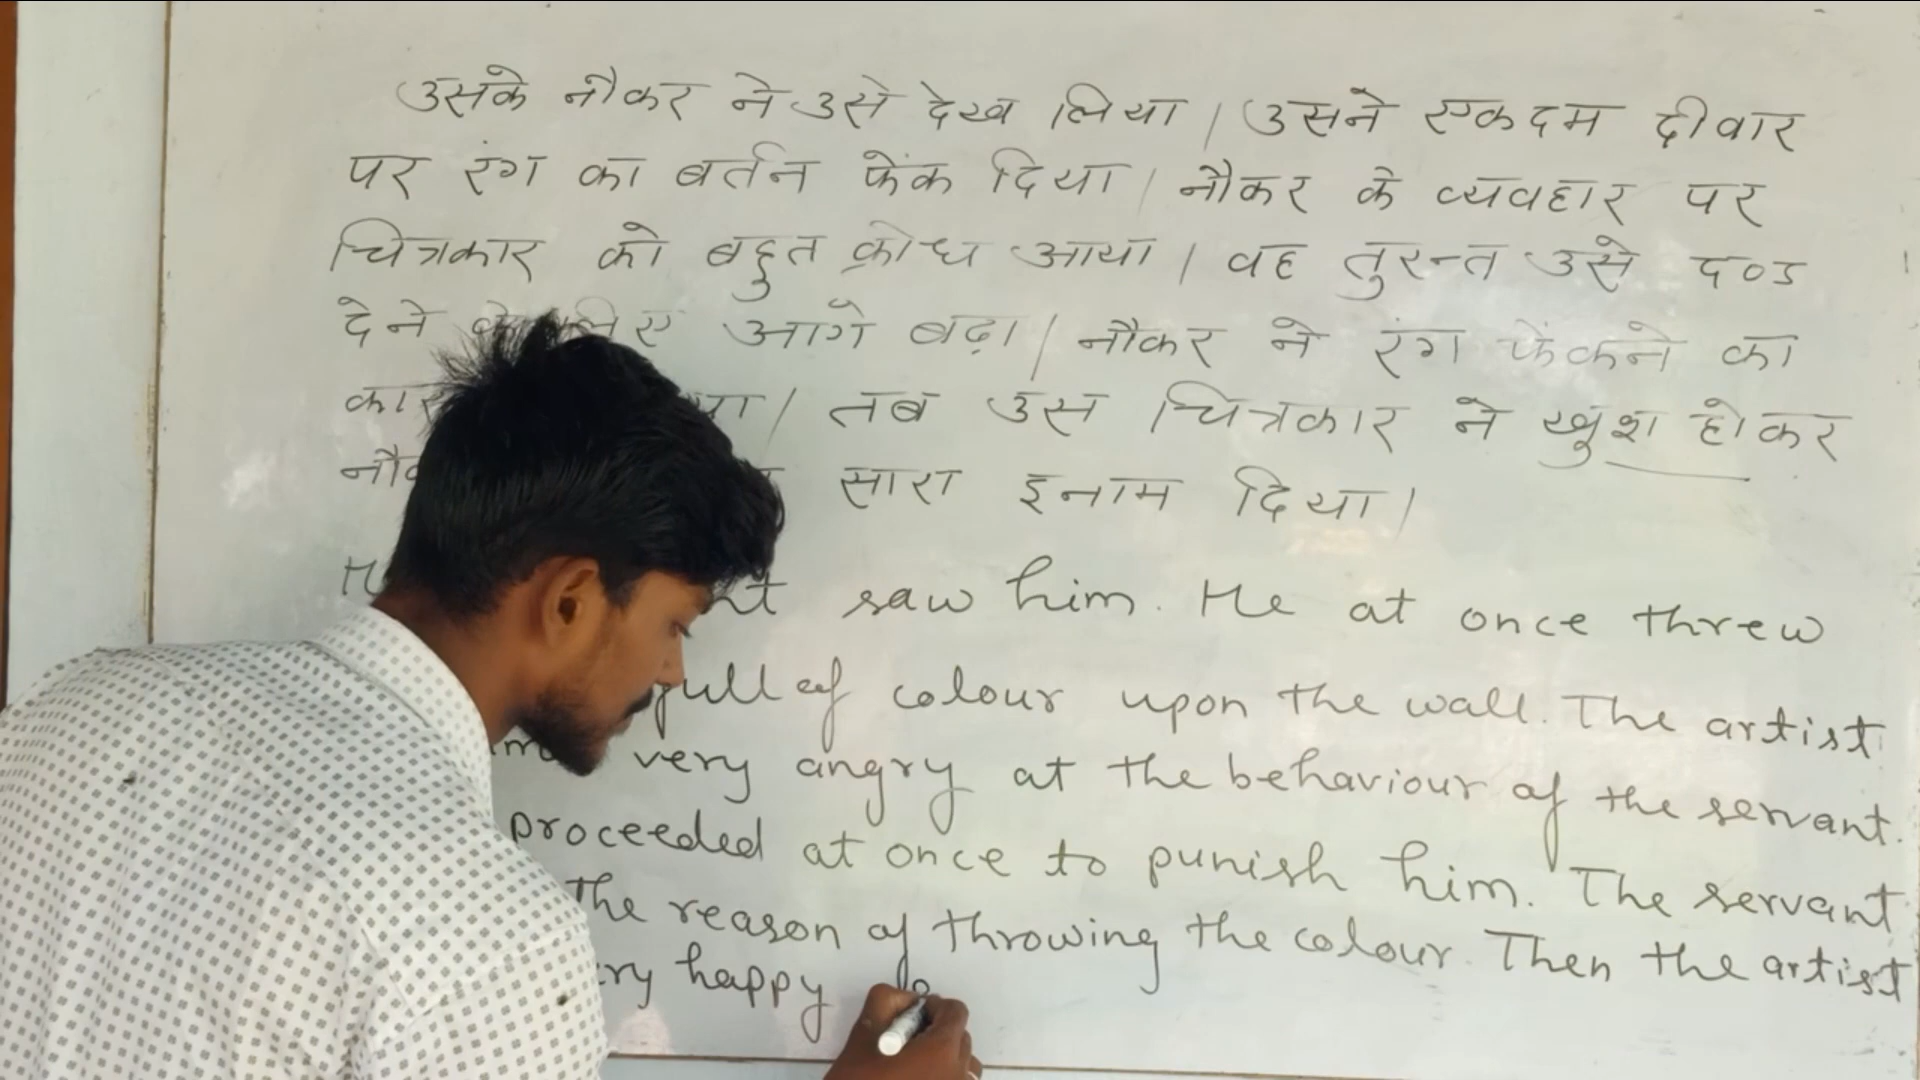 उसके नौकर ने उसे देख लिया। उसने एकदम दीवार
पर रंग का बर्तन फेंक दिया। नौकर के व्यवहार पर
चित्रकार को बहुत क्रोध आया। वह तुरन्त उसे दण्ड
देने आगे बढ़ा। नौकर ने रंग फेंकने का
तब उस चित्रकार ने खुश होकर
सारा इनाम दिया।
saw him. He at once threw
full of colour upon the wall. The artist
very angry at the behaviour of the servant.
proceeded at once to punish him. The servant
the reason of throwing the colour. Then the artist
happy